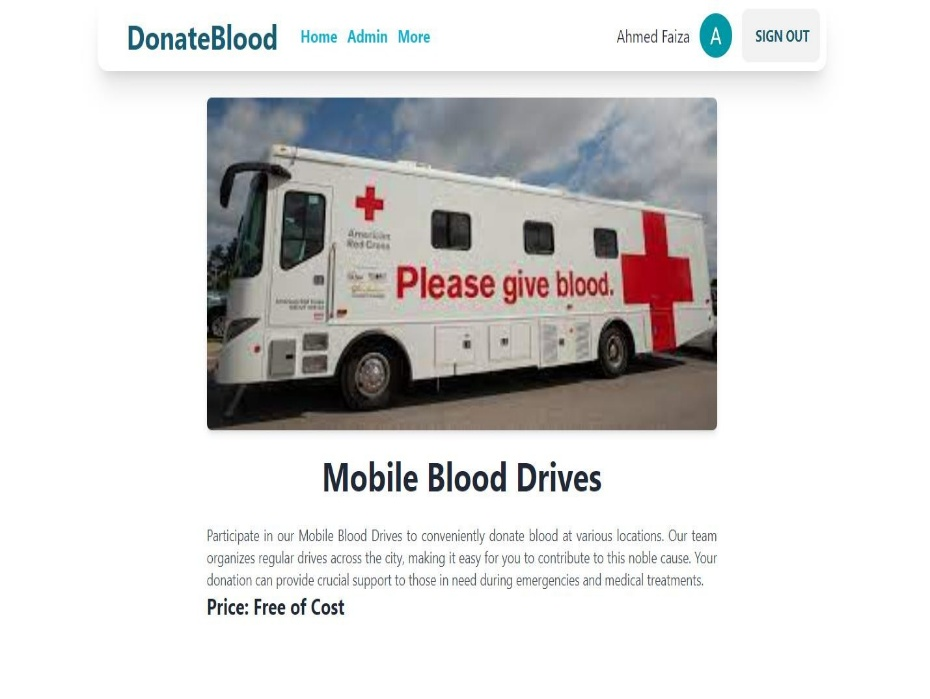 DonateBlood Home Admin More Ahmed Faiza A SIGN OUT
American
Red Cross
Please give blood.
Mobile Blood Drives
Participate in our Mobile Blood Drives to conveniently donate blood at various locations. Our team
organizes regular drives across the city, making it easy for you to contribute to this noble cause. Your
donation can provide crucial support to those in need during emergencies and medical treatments.
Price: Free of Cost